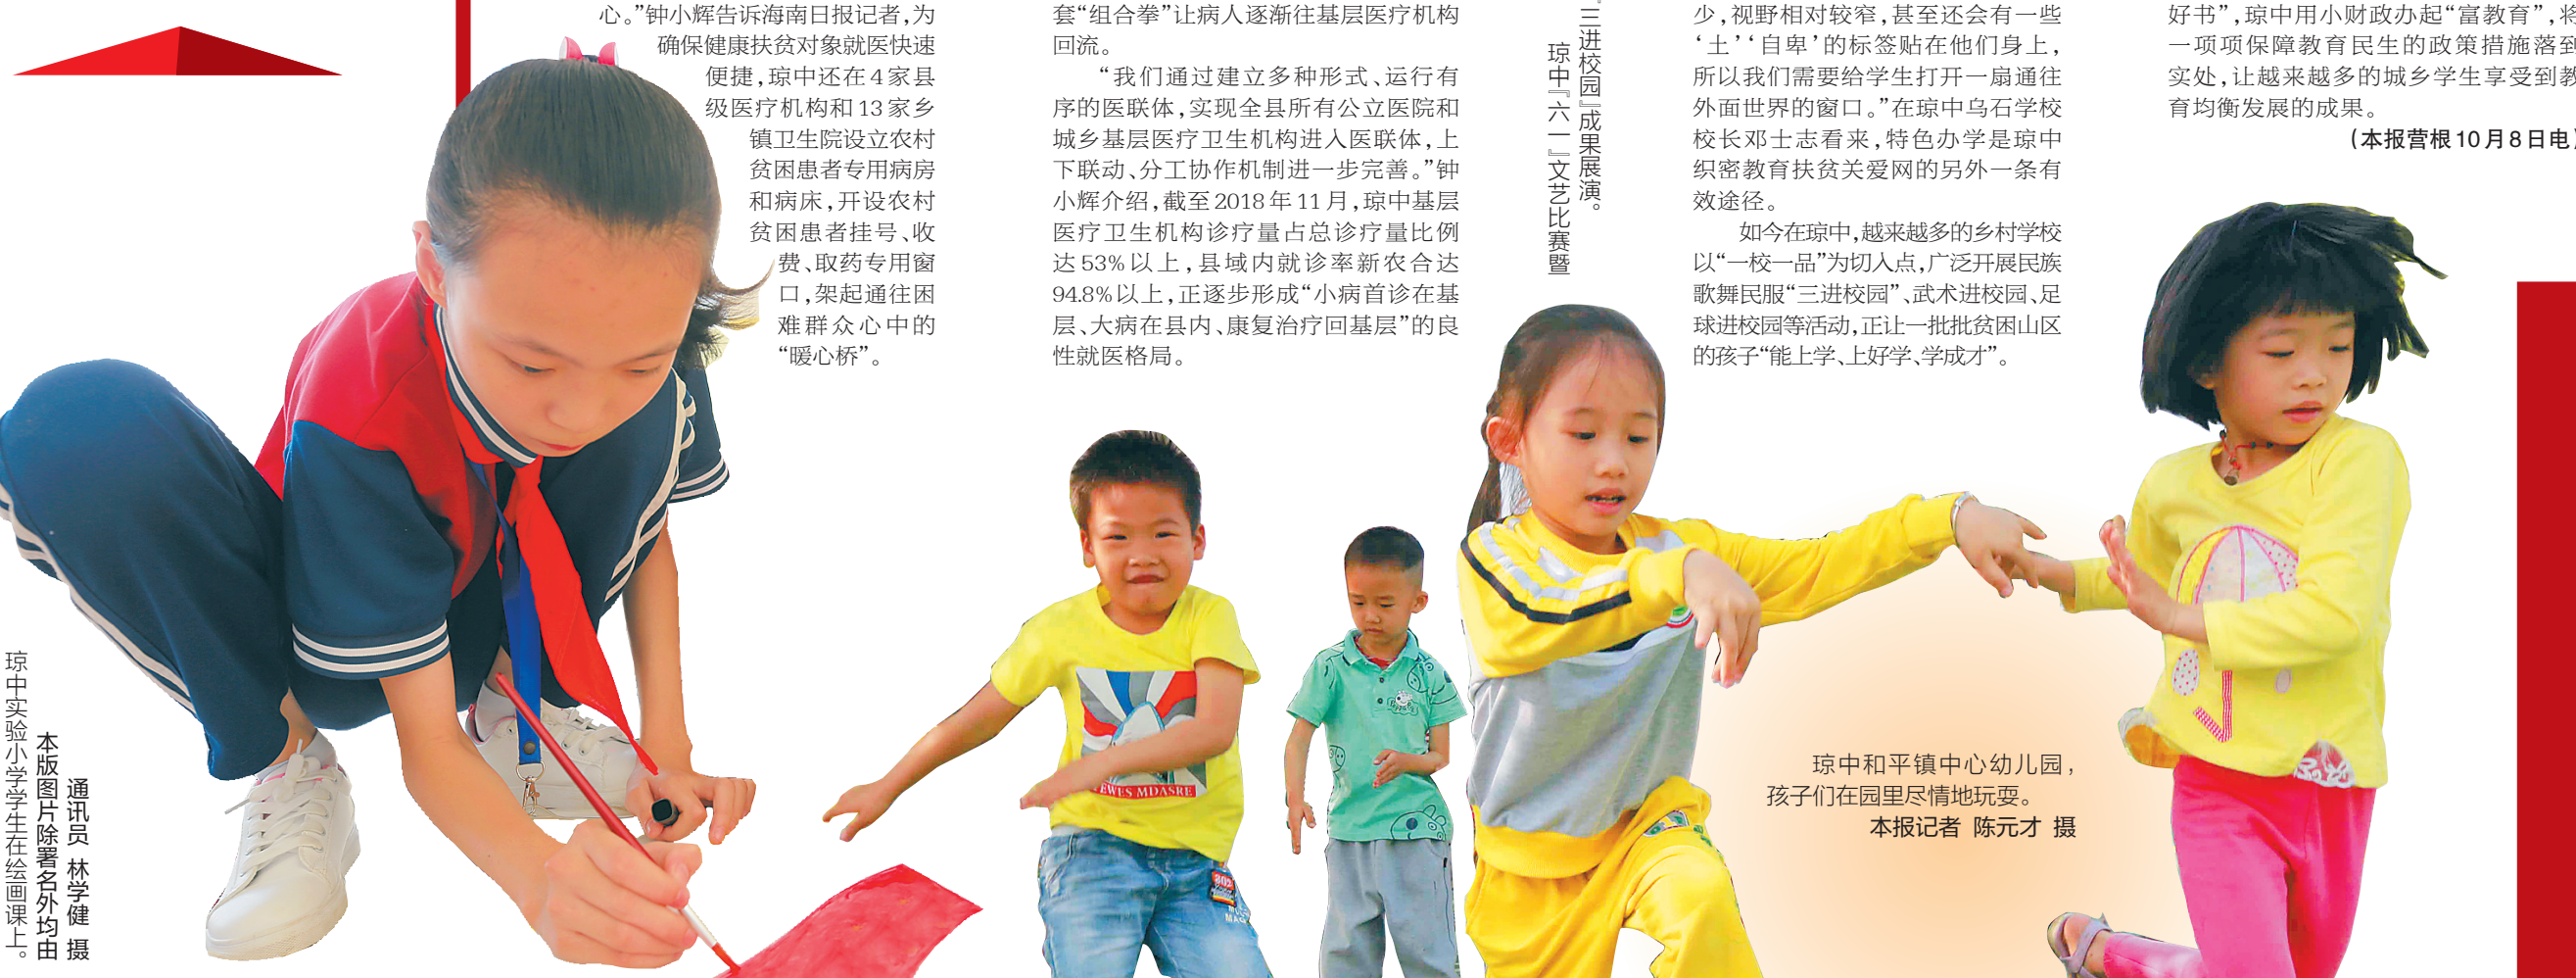 心。”钟小辉告诉海南日报记者，为
确保健康扶贫对象就医快速
便捷，琼中还在4家县
级医疗机构和13家乡
镇卫生院设立农村
贫困患者专用病房
和病床，开设农村
贫困患者挂号、收
费、取药专用窗
口，架起通往困
难群众心中的
“暖心桥”。
套“组合拳”让病人逐渐往基层医疗机构
回流。
“我们通过建立多种形式、运行有
序的医联体，实现全县所有公立医院和
城乡基层医疗卫生机构进入医联体，上
下联动、分工协作机制进一步完善。”钟
小辉介绍，截至2018年11月，琼中基层
医疗卫生机构诊疗量占总诊疗量比例
达53%以上，县域内就诊率新农合达
94.8%以上，正逐步形成“小病首诊在基
层、大病在县内、康复治疗回基层”的良
性就医格局。
琼中『六一』文艺比赛暨
三进校园』成果展演。
少，视野相对较窄，甚至还会有一些
‘土’‘自卑’的标签贴在他们身上，
所以我们需要给学生打开一扇通往
外面世界的窗口。”在琼中乌石学校
校长邓士志看来，特色办学是琼中
织密教育扶贫关爱网的另外一条有
效途径。
如今在琼中，越来越多的乡村学校
以“一校一品”为切入点，广泛开展民族
歌舞民服“三进校园”、武术进校园、足
球进校园等活动，正让一批批贫困山区
的孩子“能上学、上好学、学成才”。
好书”，琼中用小财政办起“富教育”，将
一项项保障教育民生的政策措施落到
实处，让越来越多的城乡学生享受到教
育均衡发展的成果。
（本报营根10月8日电）
琼中实验小学学生在绘画课上。
本版图片除署名外均由
通讯员 林学健 摄
琼中和平镇中心幼儿园，
孩子们在园里尽情地玩耍。
本报记者 陈元才 摄
EWES MDASRE